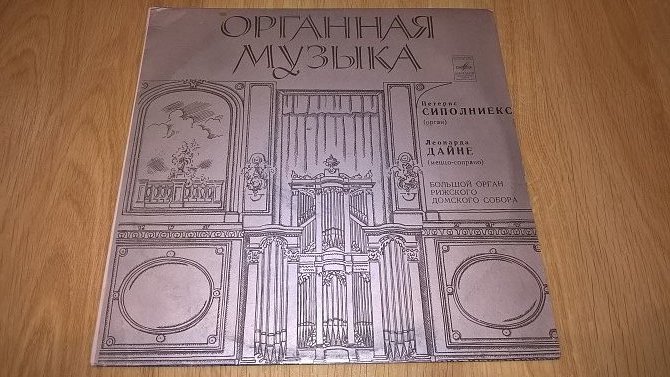 ОРГАННАЯ
МУЗЫКА
Петерис
СИПОЛНИЕКС
(орган)
Леонарда
ДАЙНЕ
(меццо-сопрано)
БОЛЬШОЙ ОРГАН
РИЖСКОГО
ДОМСКОГО СОБОРА